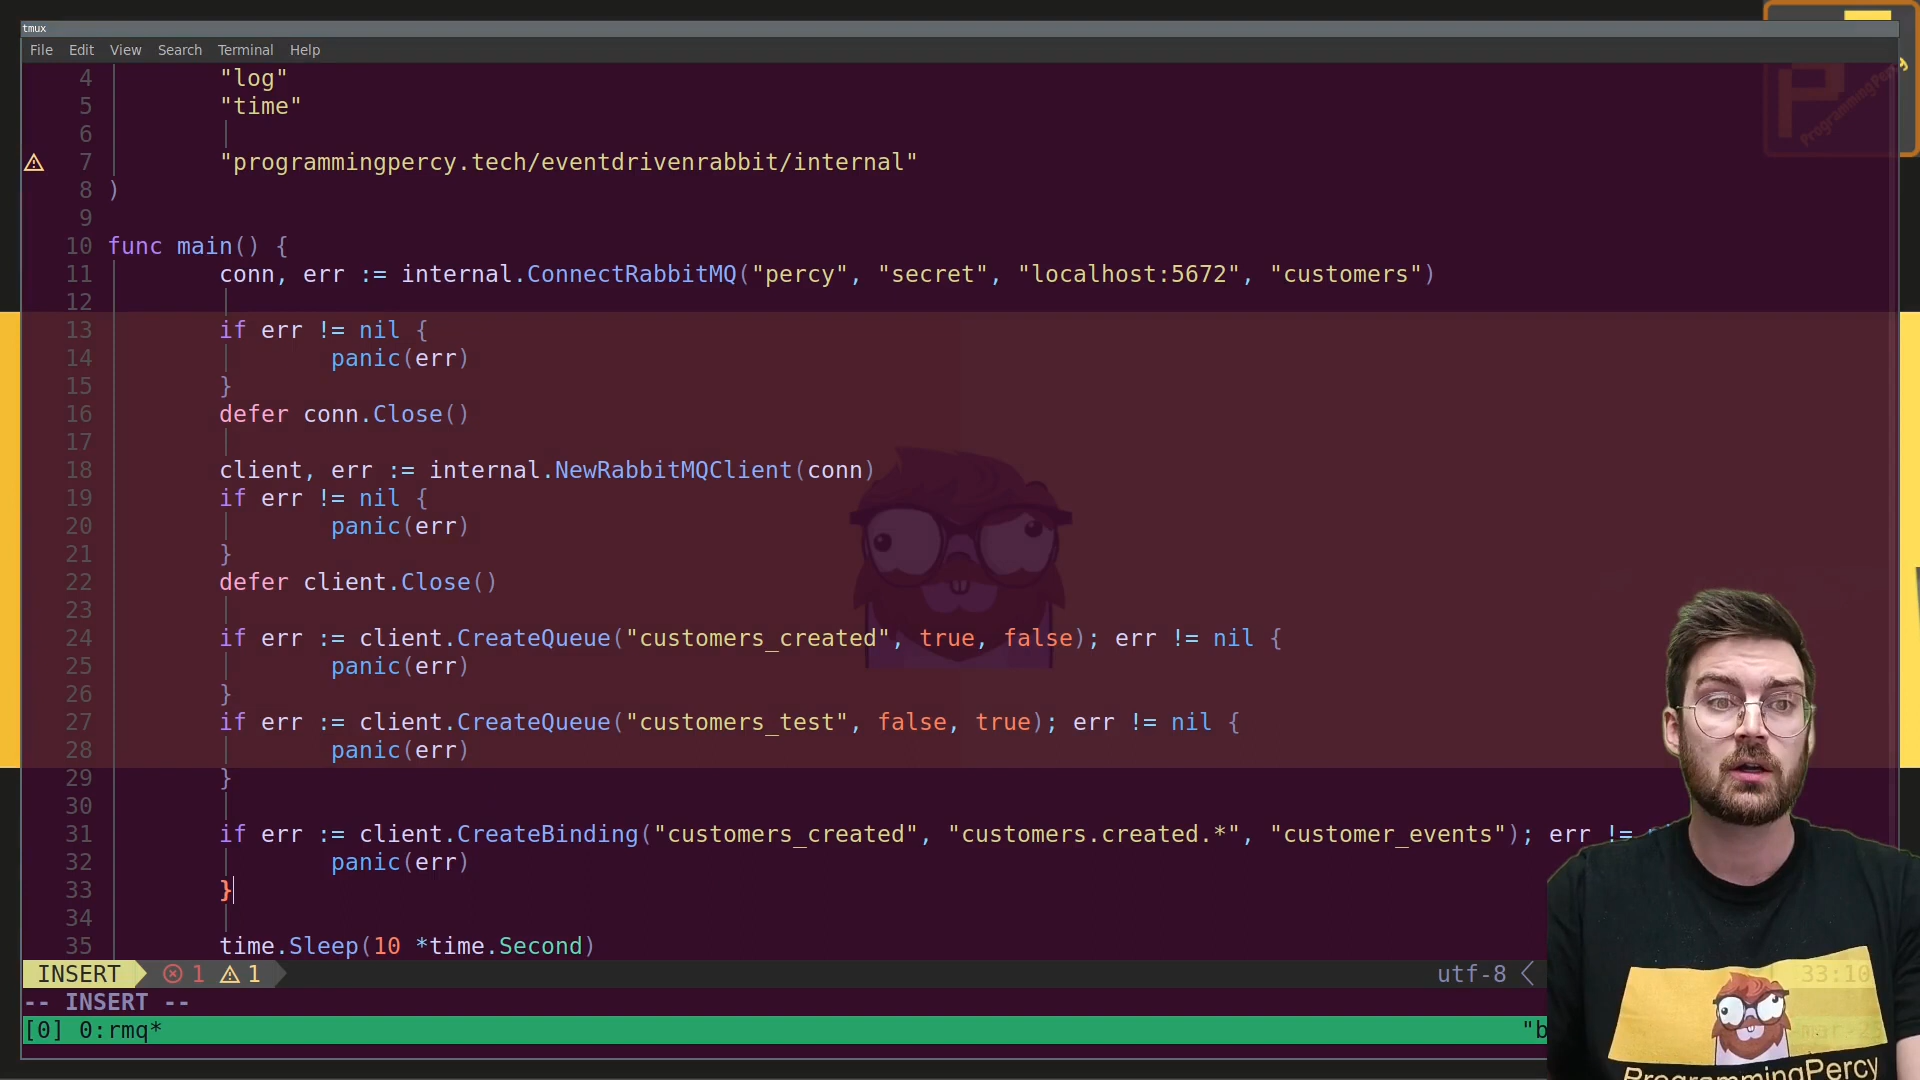 tmux
File Edit View Search Terminal Help
4 "log"
5 "time"
6
7 "programmingpercy.tech/eventdrivenrabbit/internal"
8 )
9
10 func main() {
11 conn, err := internal.ConnectRabbitMQ("percy", "secret", "localhost:5672", "customers")
12
13 if err != nil {
14 panic(err)
15 }
16 defer conn.Close()
17
18 client, err := internal.NewRabbitMQClient(conn)
19 if err != nil {
20 panic(err)
21 }
22 defer client.Close()
23
24 if err := client.CreateQueue("customers_created", true, false); err != nil {
25 panic(err)
26 }
27 if err := client.CreateQueue("customers_test", false, true); err != nil {
28 panic(err)
29 }
30
31 if err := client.CreateBinding("customers_created", "customers.created.*", "customer_events"); err !=
32 panic(err)
33 }
34
35 time.Sleep(10 *time.Second)
INSERT 1 1 utf-8 33:10
-- INSERT --
[0] 0:rmq* "b
ProgrammingPercy
ProgrammingPercy